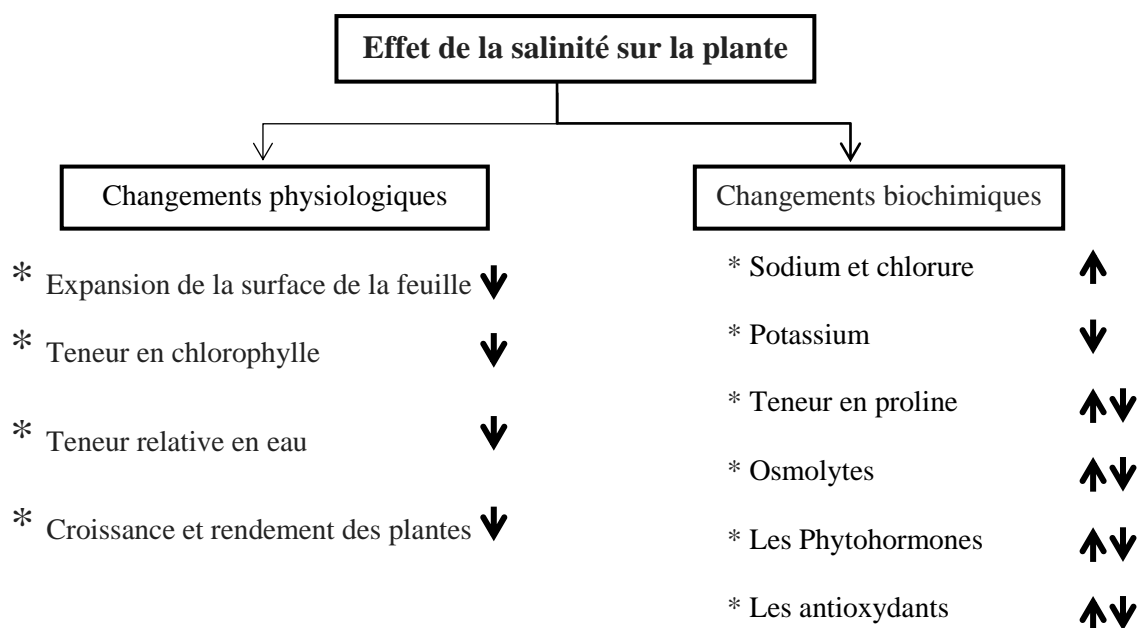 Effet de la salinité sur la plante
Changements physiologiques
* Expansion de la surface de la feuille
* Teneur en chlorophylle
* Teneur relative en eau
* Croissance et rendement des plantes
Changements biochimiques
* Sodium et chlorure
* Potassium
* Teneur en proline
* Osmolytes
* Les Phytohormones
* Les antioxydants